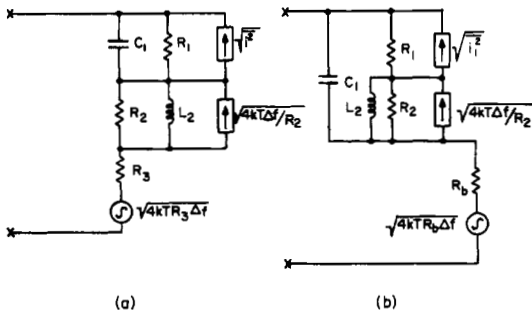 C₁
R₁
√i²
R₂
L₂
√4kTΔf/R₂
R₃
√4kTR₃Δf
(a)
C₁
R₁
√i₁²
L₂
R₂
√4kTΔf/R₂
R_b
√4kTR_bΔf
(b)